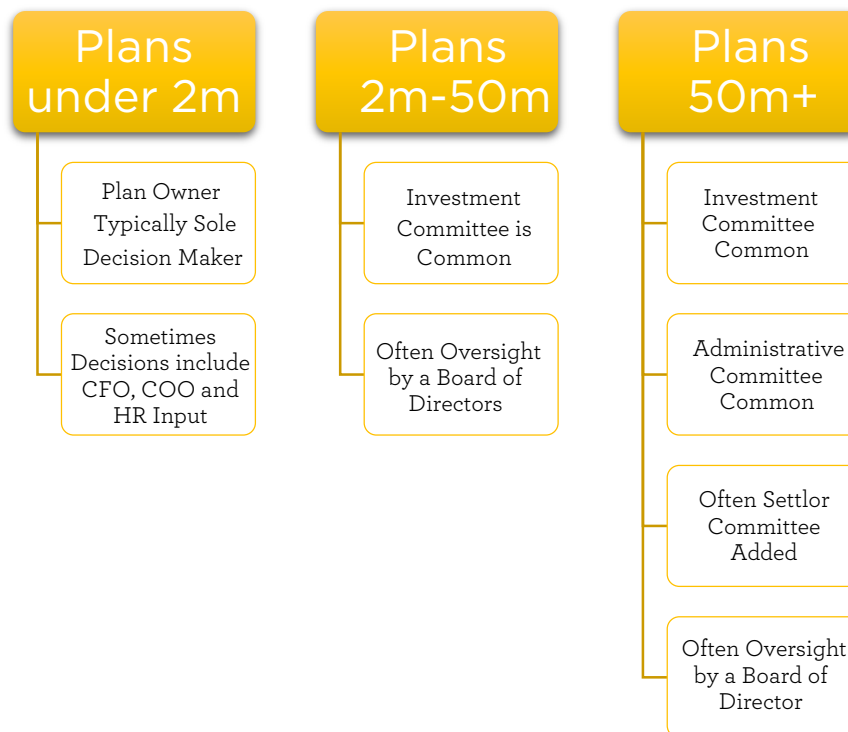 Plans
under 2m
Plan Owner
Typically Sole
Decision Maker
Sometimes
Decisions include
CFO, COO and
HR Input
Plans
2m-50m
Investment
Committee is
Common
Often Oversight
by a Board of
Directors
Plans
50m+
Investment
Committee
Common
Administrative
Committee
Common
Often Settlor
Committee
Added
Often Oversight
by a Board of
Director